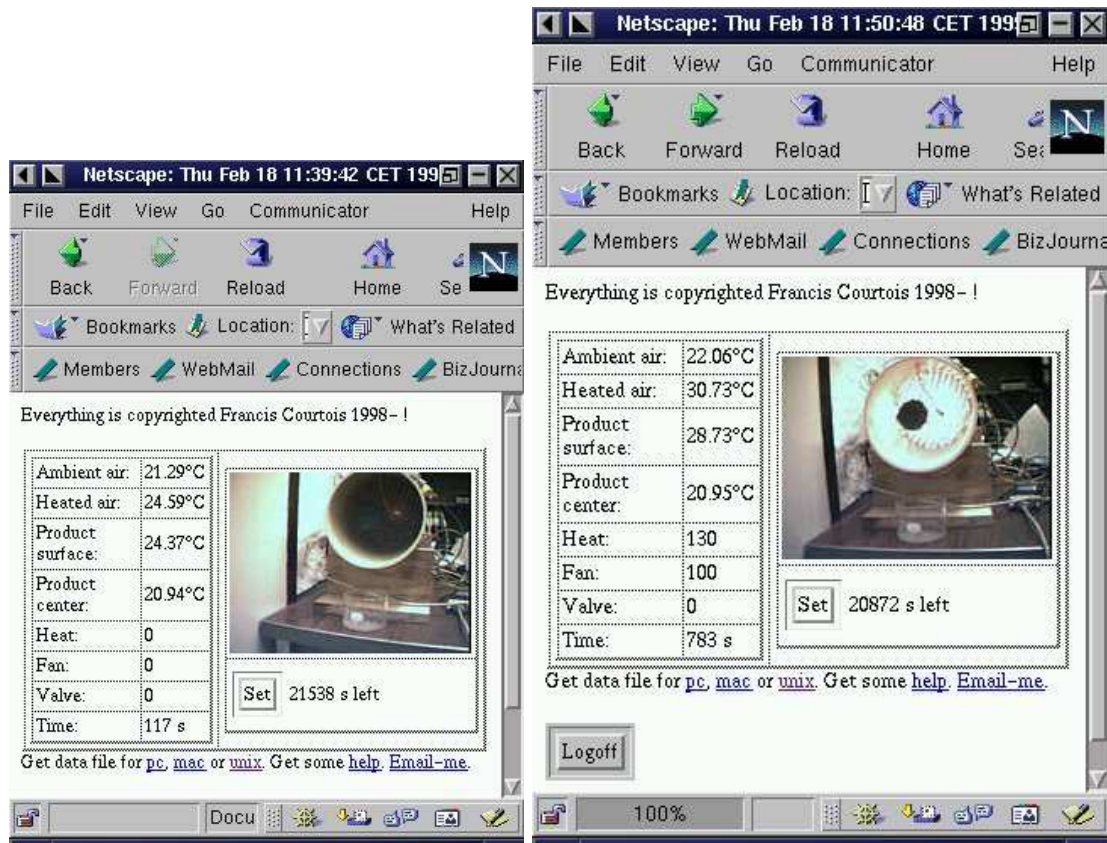 Netscape: Thu Feb 18 11:39:42 CET 199
File Edit View Go Communicator Help
Back Forward Reload Home Se
Bookmarks Location: What's Related
Members WebMail Connections BizJourna
Everything is copyrighted Francis Courtois 1998- !
Ambient air: 21.29°C
Heated air: 24.59°C
Product surface: 24.37°C
Product center: 20.94°C
Heat: 0
Fan: 0
Valve: 0
Time: 117 s
Set 21538 s left
Get data file for pc, mac or unix. Get some help. Email-me.
Docu
Netscape: Thu Feb 18 11:50:48 CET 199
File Edit View Go Communicator Help
Back Forward Reload Home Sea
N
Bookmarks Location: What's Related
Members WebMail Connections BizJourna
Everything is copyrighted Francis Courtois 1998- !
Ambient air: 22.06°C
Heated air: 30.73°C
Product surface: 28.73°C
Product center: 20.95°C
Heat: 130
Fan: 100
Valve: 0
Time: 783 s
Set 20872 s left
Get data file for pc, mac or unix. Get some help. Email-me.
Logoff
100%